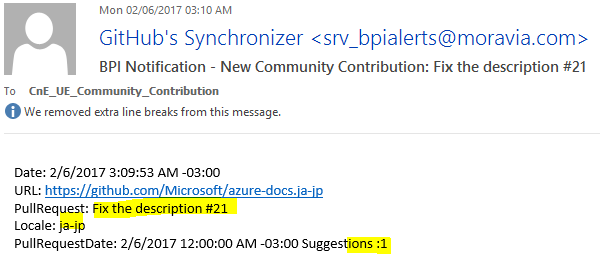 Mon 02/06/2017 03:10 AM
GitHub's Synchronizer <srv_bpialerts@moravia.com>
BPI Notification - New Community Contribution: Fix the description #21
To CnE_UE_Community_Contribution
We removed extra line breaks from this message.
Date: 2/6/2017 3:09:53 AM -03:00
URL: https://github.com/Microsoft/azure-docs.ja-jp
PullRequest: Fix the description #21
Locale: ja-jp
PullRequestDate: 2/6/2017 12:00:00 AM -03:00 Suggestions :1